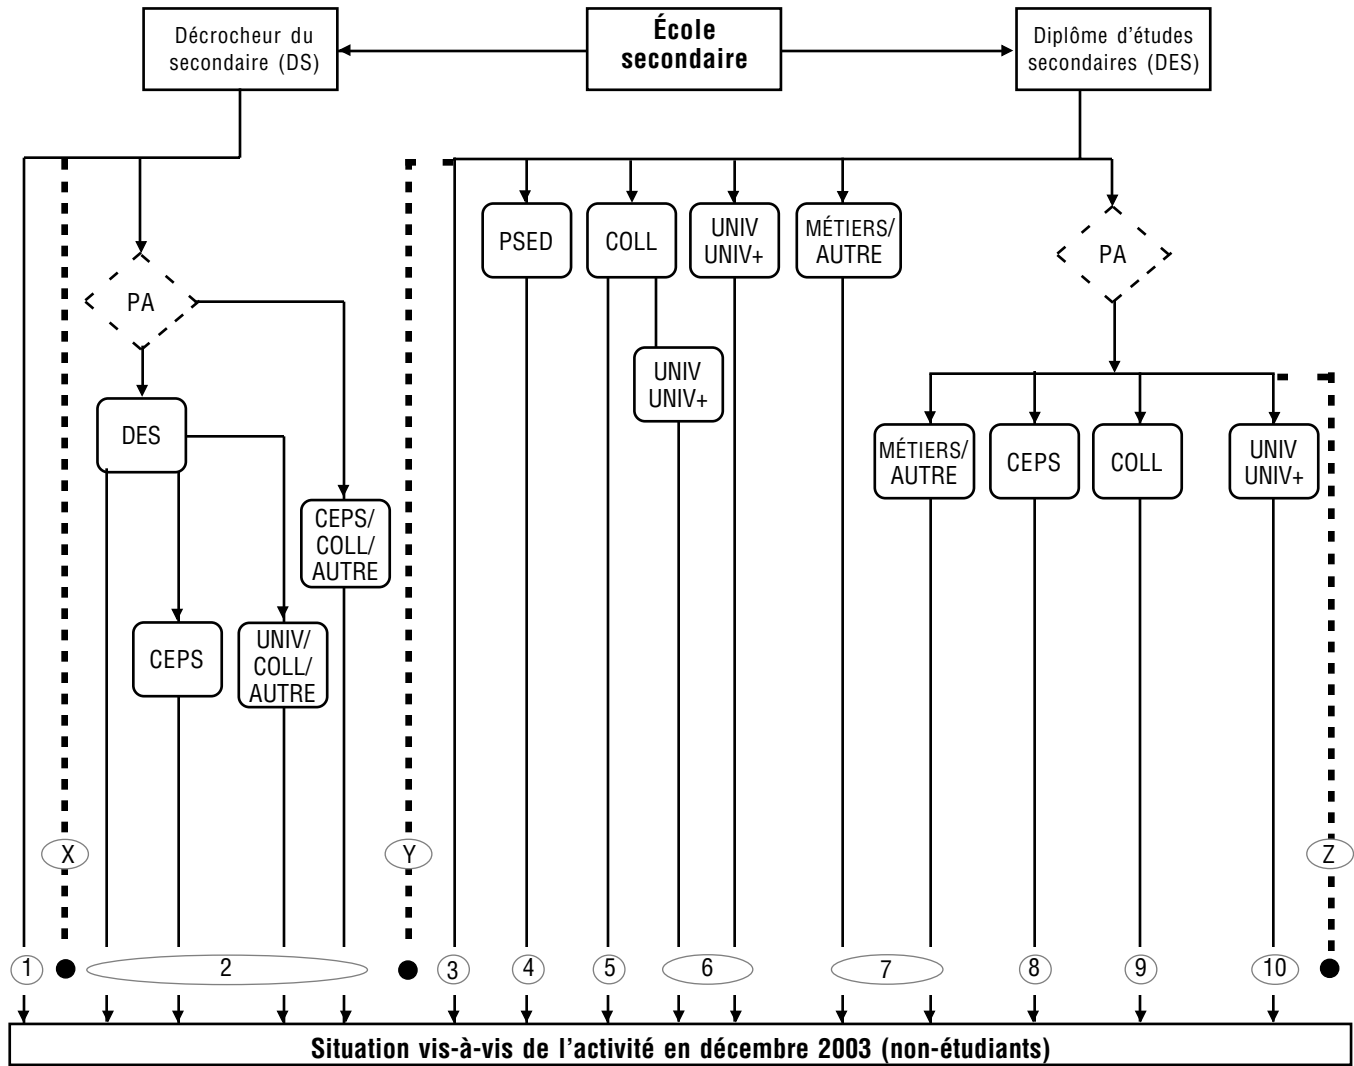 Décrocheur du
secondaire (DS)
École
secondaire
Diplôme d'études
secondaires (DES)
PSED
COLL
UNIV
UNIV+
MÉTIERS/
AUTRE
PA
PA
UNIV
UNIV+
DES
MÉTIERS/
AUTRE
CEPS
COLL
UNIV
UNIV+
CEPS/
COLL/
AUTRE
CEPS
UNIV/
COLL/
AUTRE
X
Y
Z
1
2
3
4
5
6
7
8
9
10
Situation vis-à-vis de l'activité en décembre 2003 (non-étudiants)